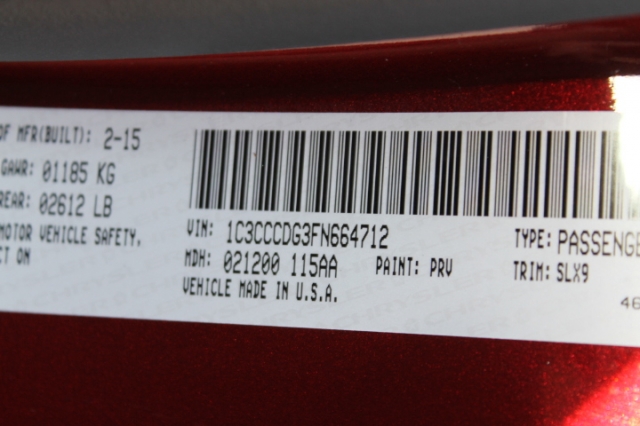 OF MFR(BUILT): 2-15
GAWR: 01185 KG
REAR: 02612 LB
MOTOR VEHICLE SAFETY,
ON
VIN: 1C3CCCDG3FN664712
MDH: 021200 115AA PAINT: PRV
VEHICLE MADE IN U.S.A.
TYPE: PASSENGE
TRIM: SLX9
46